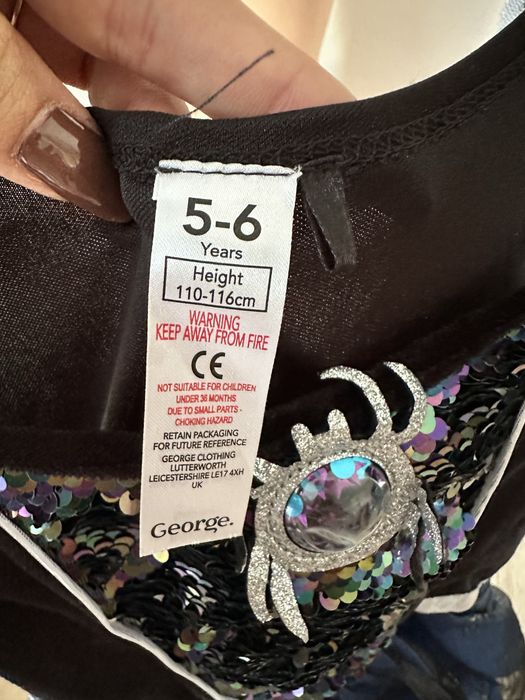 5-6
Years
Height
110-116cm
WARNING
KEEP AWAY FROM FIRE
CE
NOT SUITABLE FOR CHILDREN
UNDER 36 MONTHS
DUE TO SMALL PARTS -
CHOKING HAZARD
RETAIN PACKAGING
FOR FUTURE REFERENCE
GEORGE CLOTHING
LUTTERWORTH
LEICESTERSHIRE LE17 4XH
UK
George.